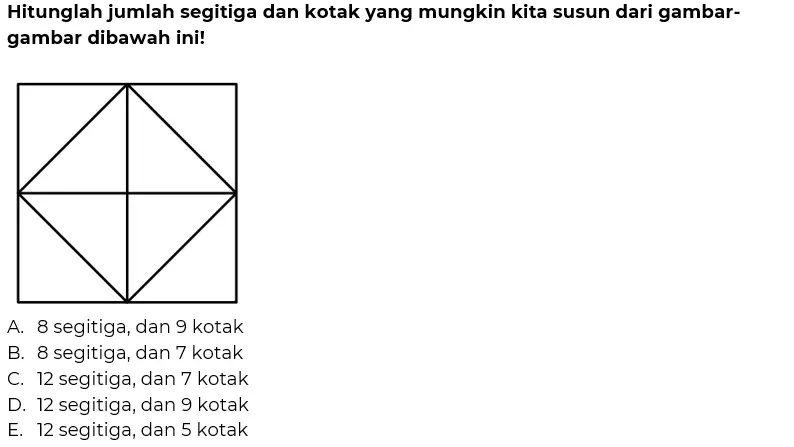 Hitunglah jumlah segitiga dan kotak yang mungkin kita susun dari gambar-
gambar dibawah ini!
A. 8 segitiga, dan 9 kotak
B. 8 segitiga, dan 7 kotak
C. 12 segitiga, dan 7 kotak
D. 12 segitiga, dan 9 kotak
E. 12 segitiga, dan 5 kotak